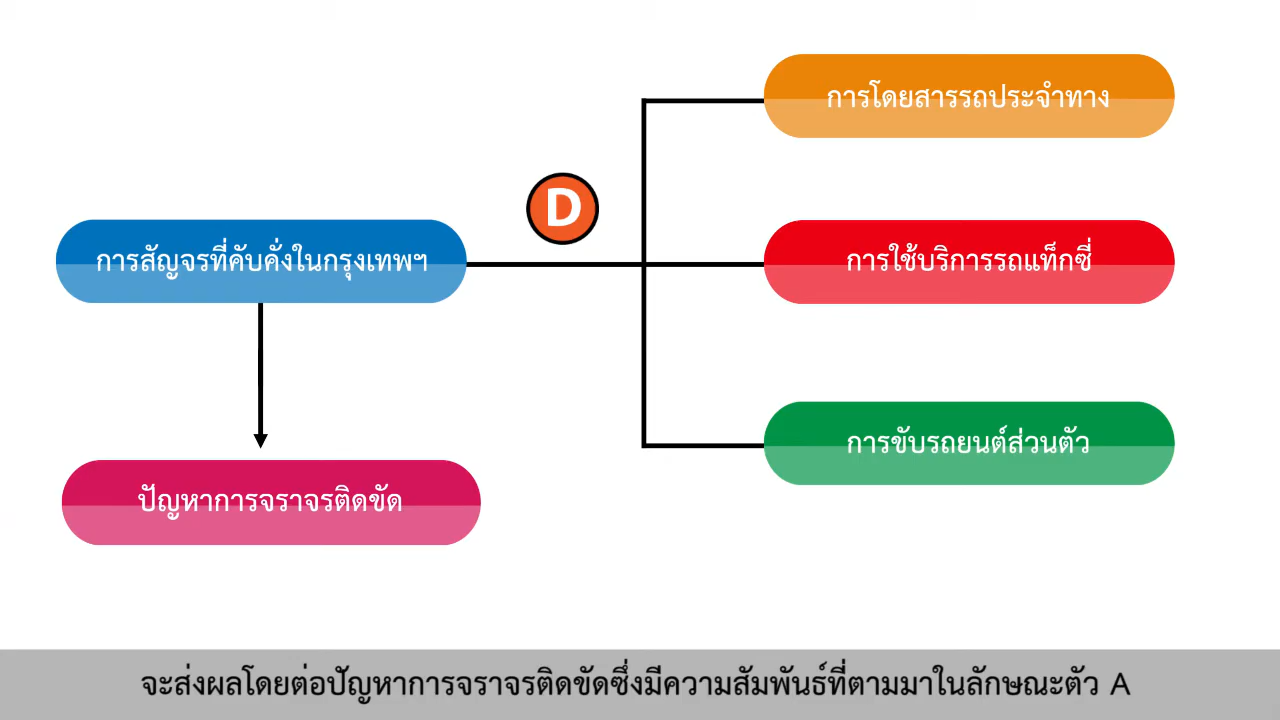 การโดยสารรถประจำทาง
D
การสัญจรที่คับคั่งในกรุงเทพฯ
การใช้บริการรถแท็กซี่
การขับรถยนต์ส่วนตัว
ปัญหาการจราจรติดขัด
จะส่งผลโดยต่อปัญหาการจราจรติดขัดซึ่งมีความสัมพันธ์ที่ตามมาในลักษณะตัว A